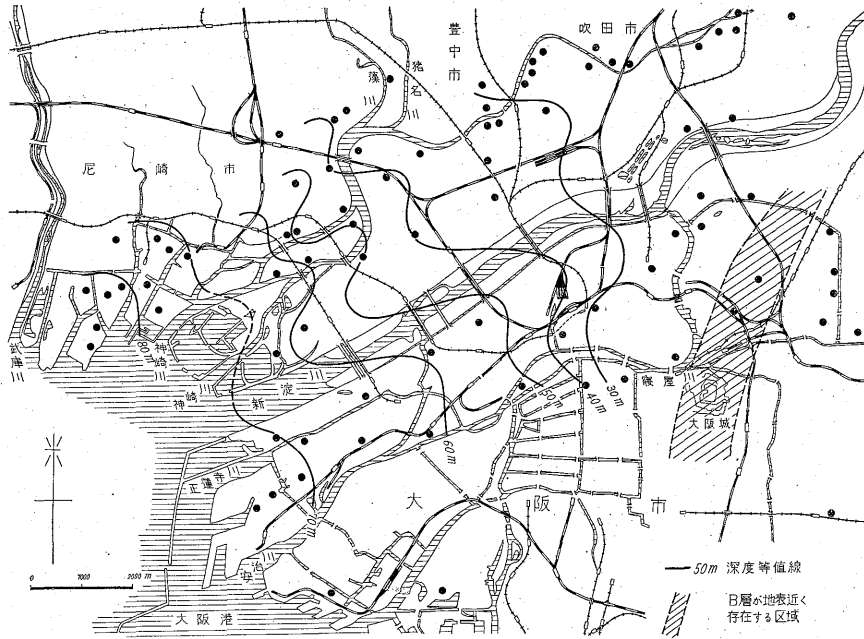 豊中市
吹田市
藻川
猪名川
尼崎市
武庫川
神崎川
80m
神崎川
新淀川
寝屋川
大阪城
50m
40m
30m
60m
正蓮寺川
70m
大阪市
安治川
大阪港
0 1000 2000 m
50m 深度等値線
B層が地表近く
存在する区域